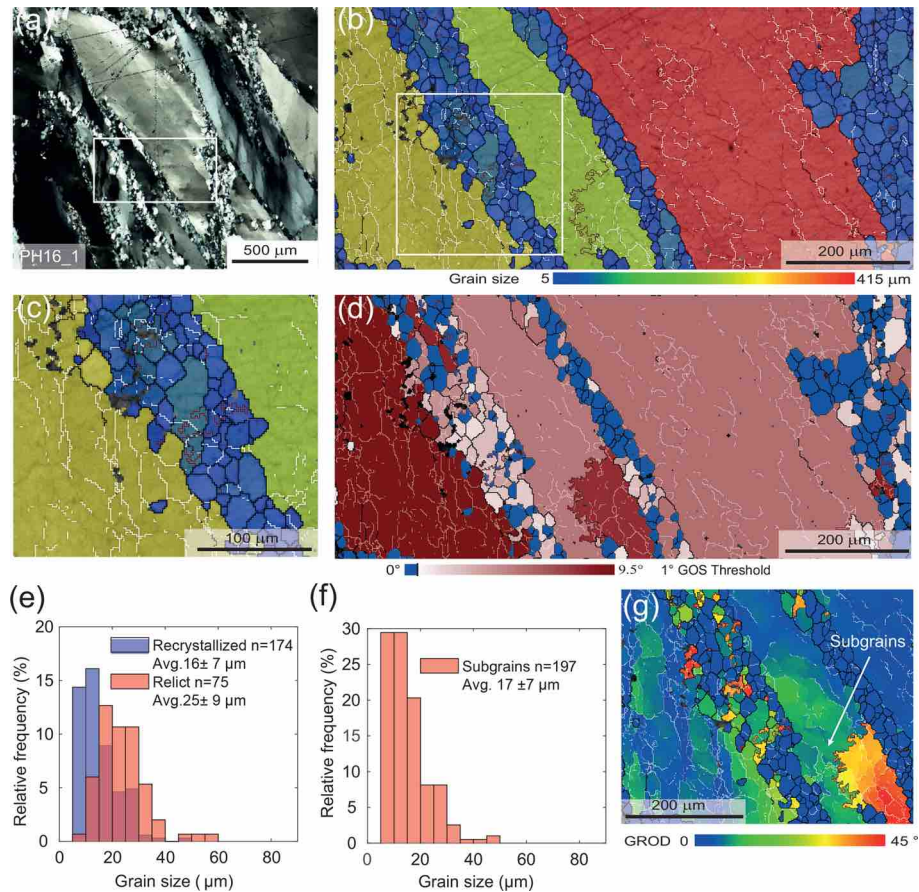 (a)
PH16_1
500 µm
(b)
200 µm
Grain size 5 415 µm
(c)
100 µm
(d)
200 µm
0° 9.5° 1° GOS Threshold
(e)
Relative frequency (%)
20
15
10
5
0
Recrystallized n=174
Avg.16± 7 µm
Relict n=75
Avg.25± 9 µm
0 20 40 60 80
Grain size ( µm)
(f)
Relative frequency (%)
30
25
20
15
10
5
0
Subgrains n=197
Avg. 17 ±7 µm
0 20 40 60 80
Grain size (µm)
(g)
Subgrains
200 µm
GROD 0 45 °